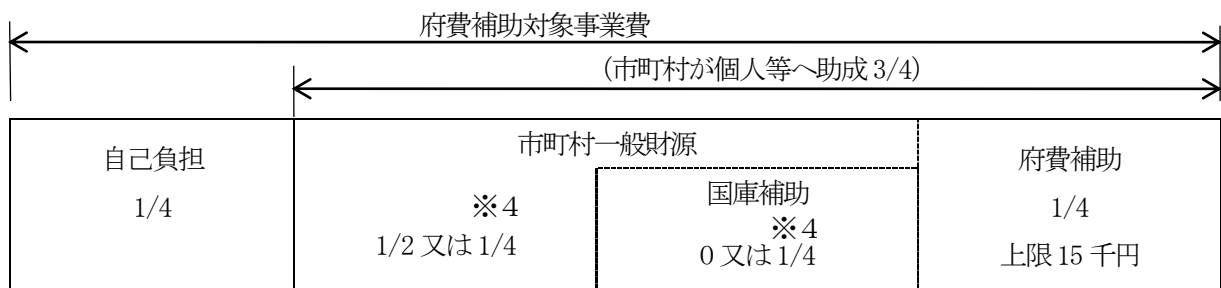 府費補助対象事業費
(市町村が個人等へ助成 3/4)
自己負担
1/4
市町村一般財源
※4
1/2 又は 1/4
国庫補助
※4
0 又は 1/4
府費補助
1/4
上限 15 千円